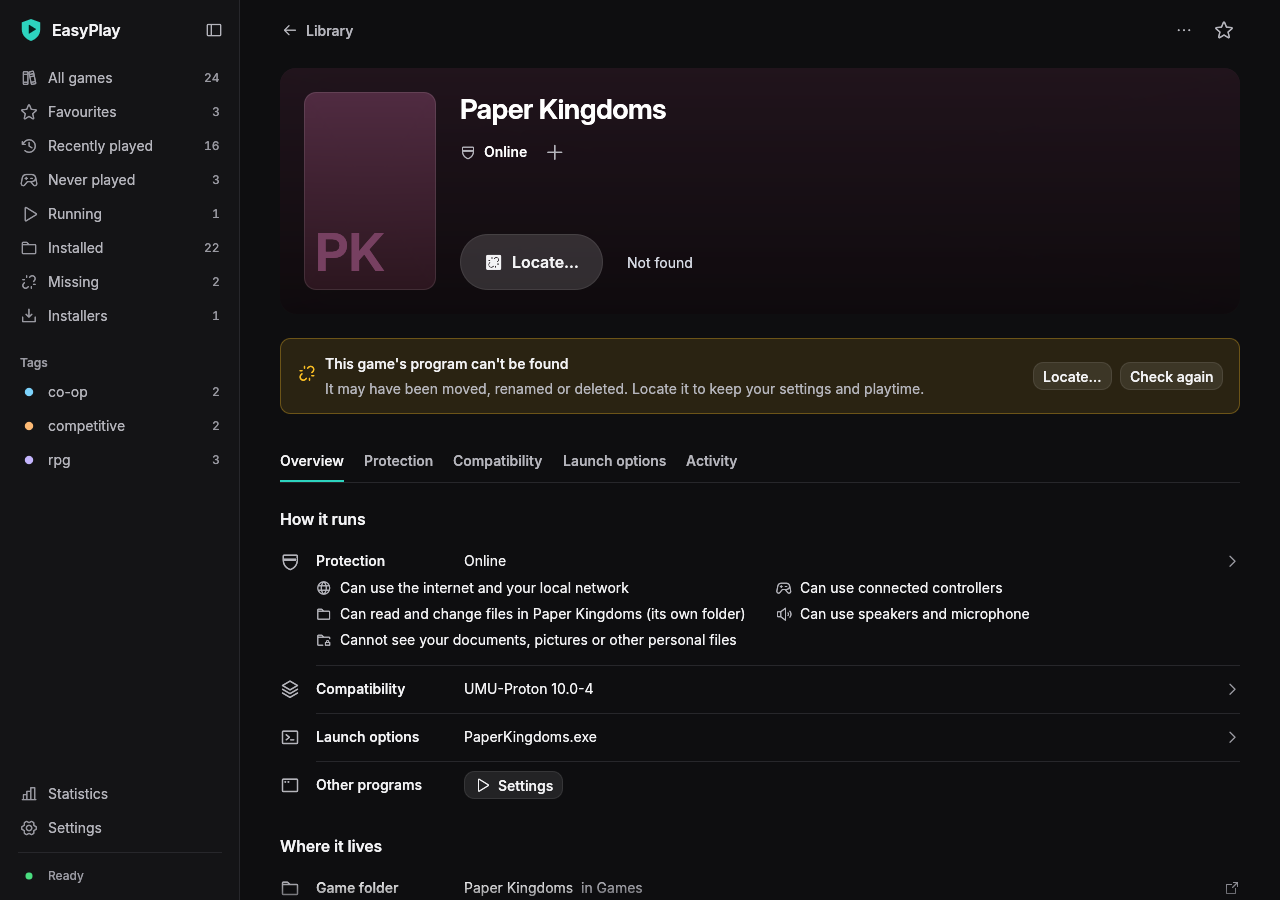 EasyPlay
All games 24
Favourites 3
Recently played 16
Never played 3
Running 1
Installed 22
Missing 2
Installers 1
Tags
co-op 2
competitive 2
rpg 3
Statistics
Settings
Ready
Library
PK
Paper Kingdoms
Online
Locate... Not found
This game's program can't be found
It may have been moved, renamed or deleted. Locate it to keep your settings and playtime.
Locate... Check again
Overview Protection Compatibility Launch options Activity
How it runs
Protection Online
Can use the internet and your local network Can use connected controllers
Can read and change files in Paper Kingdoms (its own folder) Can use speakers and microphone
Cannot see your documents, pictures or other personal files
Compatibility UMU-Proton 10.0-4
Launch options PaperKingdoms.exe
Other programs Settings
Where it lives
Game folder Paper Kingdoms in Games